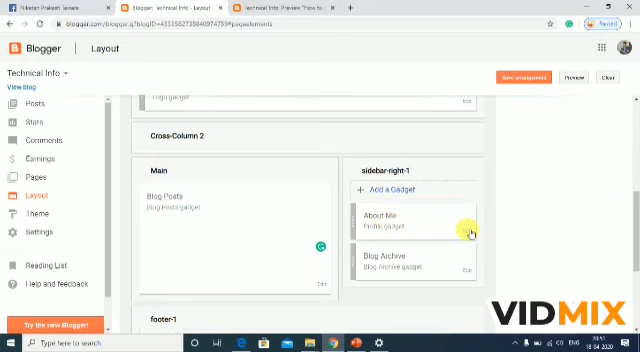 Niketan Prakash Tanare
Blogger: Technical Info - Layout
Technical Info: Preview "How to
blogger.com/blogger.g?blogID=4333582738840974759#pageelements
Paused
Blogger
Layout
Technical Info
View blog
Save arrangement
Preview
Clear
Posts
Stats
Comments
Earnings
Pages
Layout
Theme
Settings
Reading List
Help and feedback
Try the new Blogger!
Logo gadget
Edit
Cross-Column 2
Main
Blog Posts
Blog Posts gadget
Edit
sidebar-right-1
Add a Gadget
About Me
Profile gadget
Edit
Blog Archive
Blog Archive gadget
Edit
footer-1
VIDMIX
Type here to search
20:51
18-04-2020